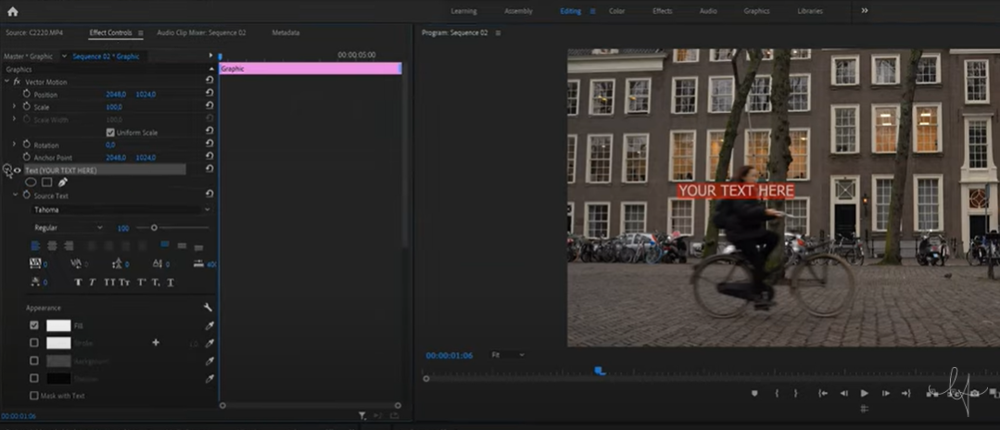 Learning Assembly Editing Color Effects Audio Graphics Libraries
Source: C2220.MP4 Effect Controls Audio Clip Mixer: Sequence 02 Metadata
Program: Sequence 02
Master * Graphic Sequence 02 * Graphic 00:00:05:00
Graphics
Graphic
fx Vector Motion
Position 2048,0 1024,0
Scale 100,0
Scale Width 100,0
Uniform Scale
Rotation 0,0
Anchor Point 2048,0 1024,0
Text (YOUR TEXT HERE)
Source Text
Tahoma
Regular 100
0 0 0 0 400
0 T T TT Tt T' T, T
Appearance
Fill
Stroke
Background
Mask with Text
00:00:01:06
YOUR TEXT HERE
00:00:01:06 Fit